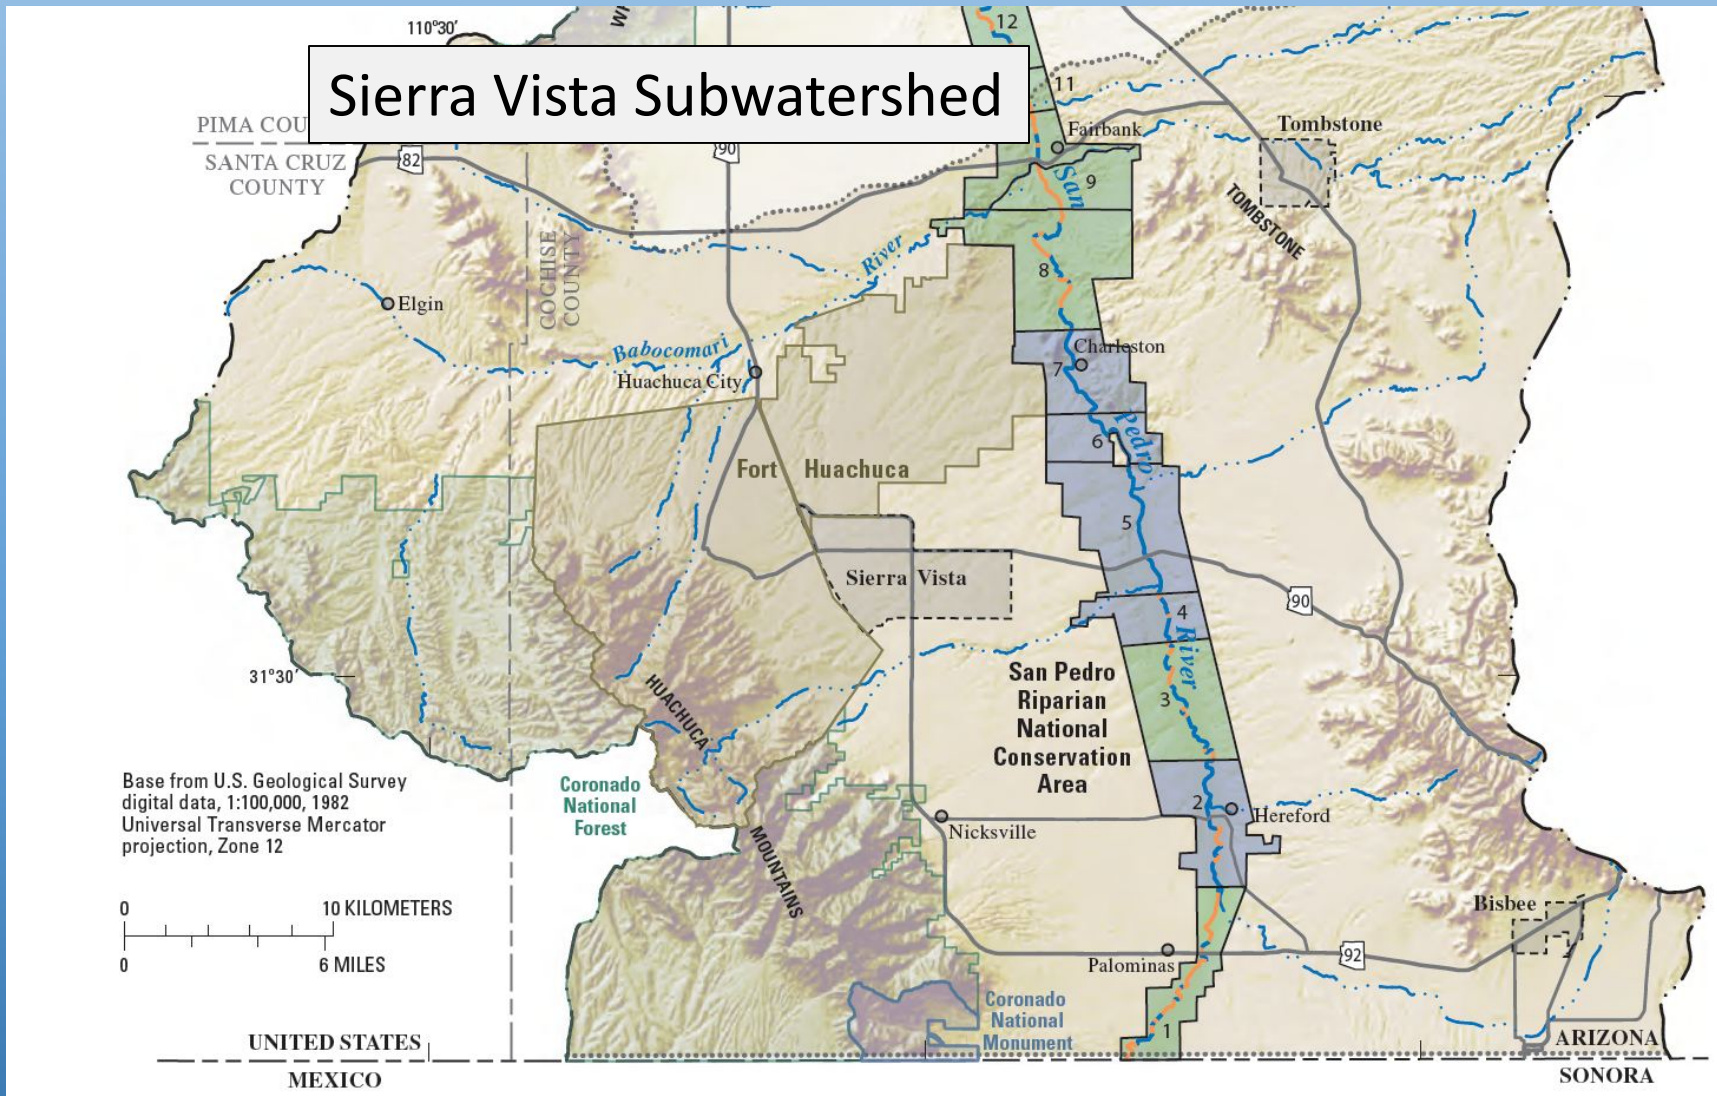 12
110°30'
WH
Sierra Vista Subwatershed
11
PIMA COU
Fairbank
Tombstone
82
90
SANTA CRUZ
COUNTY
San
9
TOMBSTONE
COCHISE
COUNTY
River
8
Elgin
Babocomari
Charleston
7
Huachuca City
Pedro
6
Fort Huachuca
5
Sierra Vista
90
4
River
31°30'
San Pedro
Riparian
National
Conservation
Area
3
HUACHUCA
MOUNTAINS
Base from U.S. Geological Survey
digital data, 1:100,000, 1982
Universal Transverse Mercator
projection, Zone 12
Coronado
National
Forest
2
Hereford
Nicksville
0 10 KILOMETERS
0 6 MILES
Bisbee
92
Palominas
Coronado
National
Monument
1
UNITED STATES
MEXICO
ARIZONA
SONORA